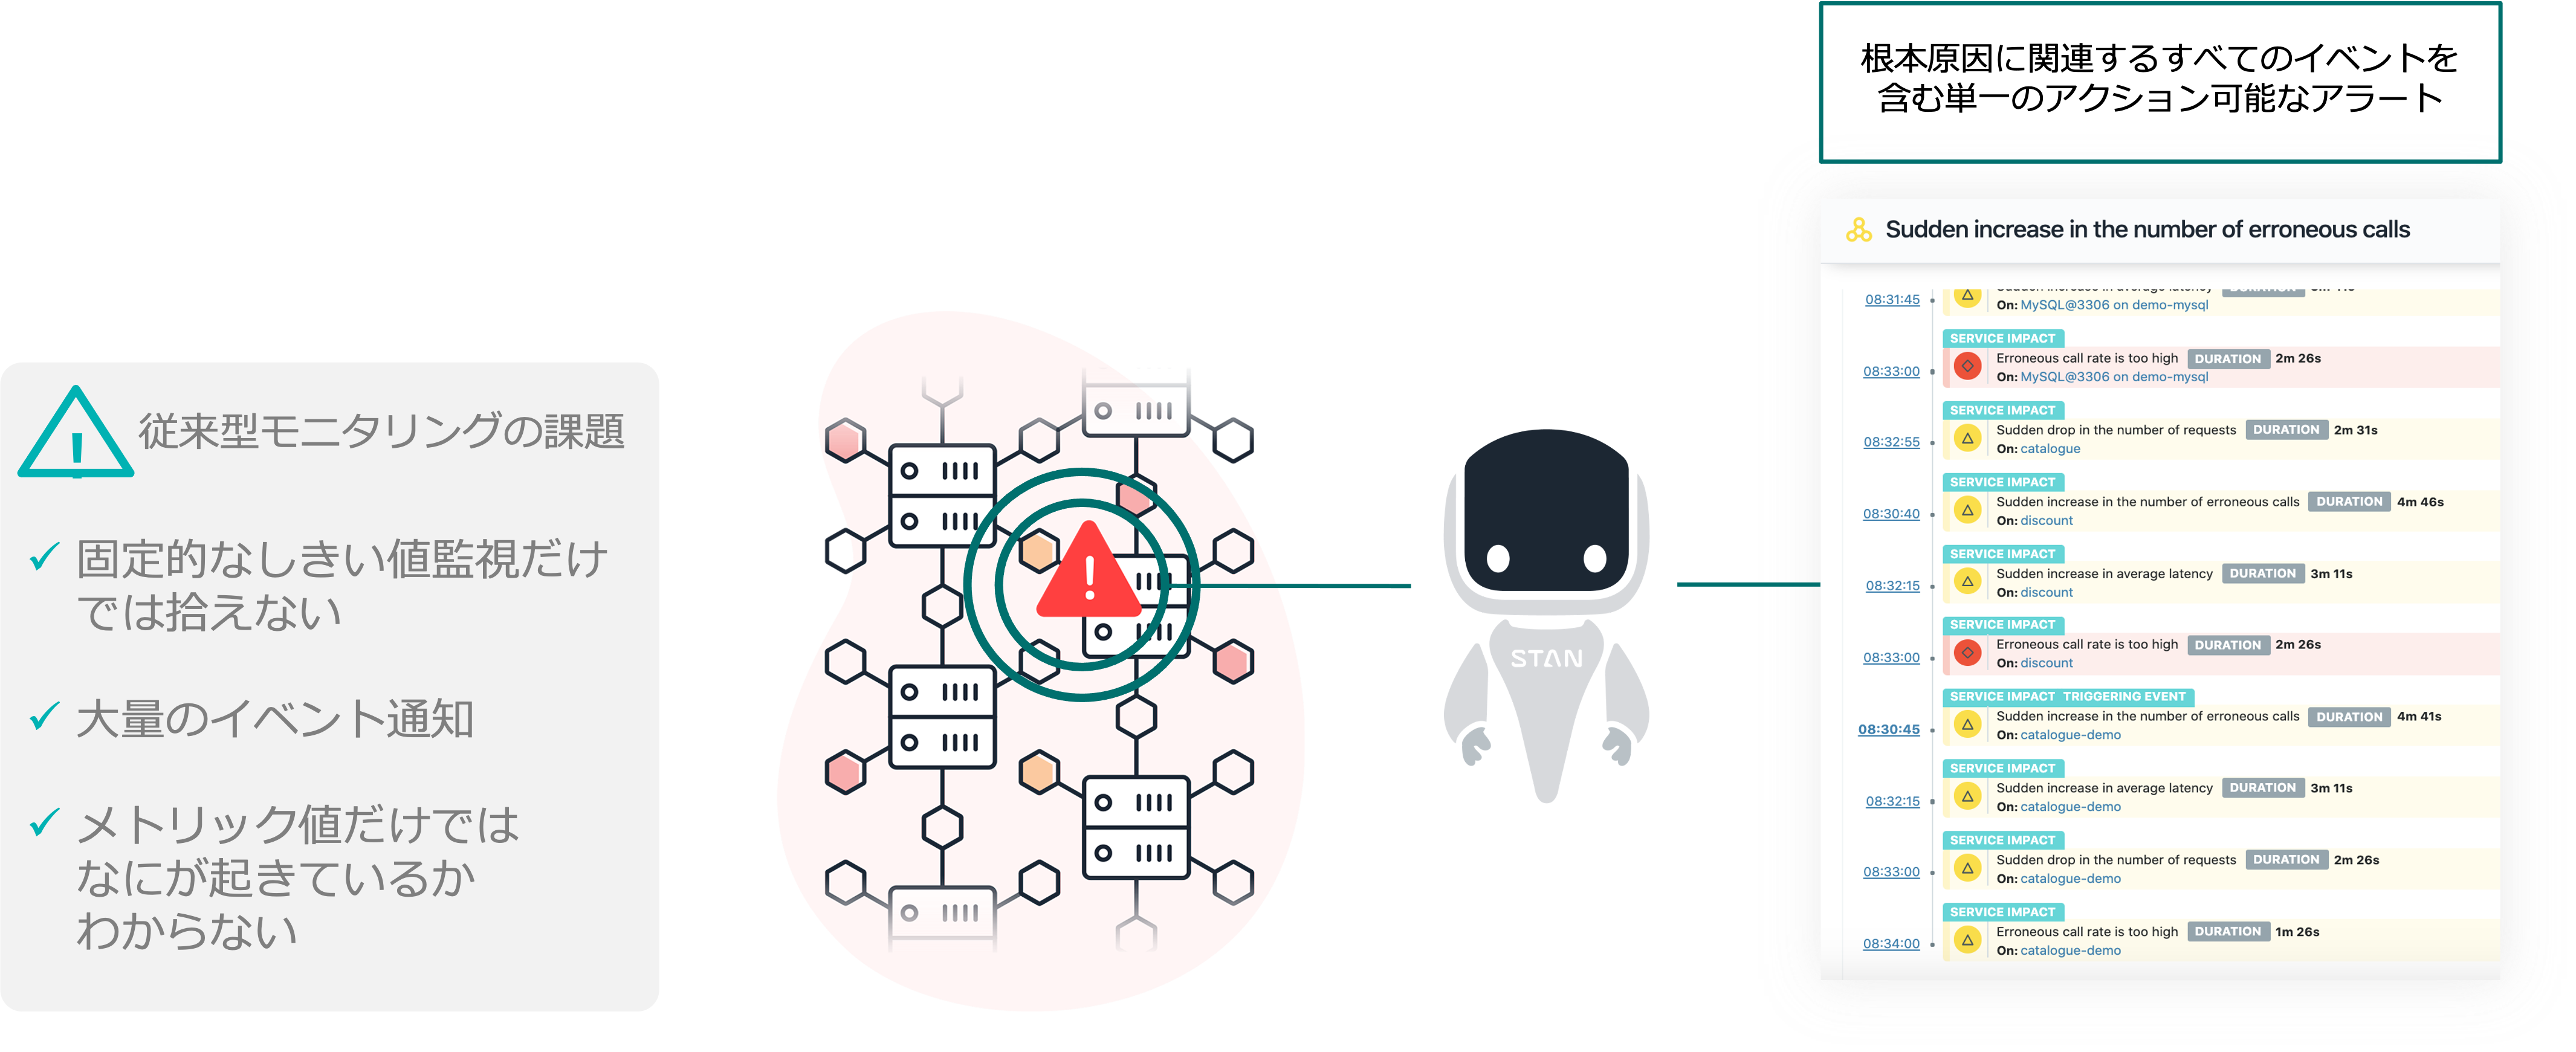 従来型モニタリングの課題
固定的なしきい値監視だけ
では拾えない
大量のイベント通知
メトリック値だけでは
なにが起きているか
わからない
STAN
根本原因に関連するすべてのイベントを
含む単一のアクション可能なアラート
Sudden increase in the number of erroneous calls
08:31:45
On: MySQL@3306 on demo-mysql
SERVICE IMPACT
08:33:00 Erroneous call rate is too high DURATION 2m 26s
On: MySQL@3306 on demo-mysql
SERVICE IMPACT
08:32:55 Sudden drop in the number of requests DURATION 2m 31s
On: catalogue
SERVICE IMPACT
08:30:40 Sudden increase in the number of erroneous calls DURATION 4m 46s
On: discount
SERVICE IMPACT
08:32:15 Sudden increase in average latency DURATION 3m 11s
On: discount
SERVICE IMPACT
08:33:00 Erroneous call rate is too high DURATION 2m 26s
On: discount
SERVICE IMPACT TRIGGERING EVENT
08:30:45 Sudden increase in the number of erroneous calls DURATION 4m 41s
On: catalogue-demo
SERVICE IMPACT
08:32:15 Sudden increase in average latency DURATION 3m 11s
On: catalogue-demo
SERVICE IMPACT
08:33:00 Sudden drop in the number of requests DURATION 2m 26s
On: catalogue-demo
SERVICE IMPACT
08:34:00 Erroneous call rate is too high DURATION 1m 26s
On: catalogue-demo